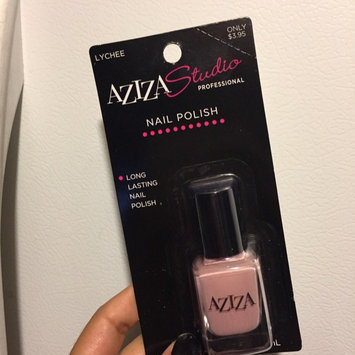 LYCHEE
ONLY
$3.95
AZIZA Studio
PROFESSIONAL
NAIL POLISH
LONG
LASTING
NAIL
POLISH
AZIZA